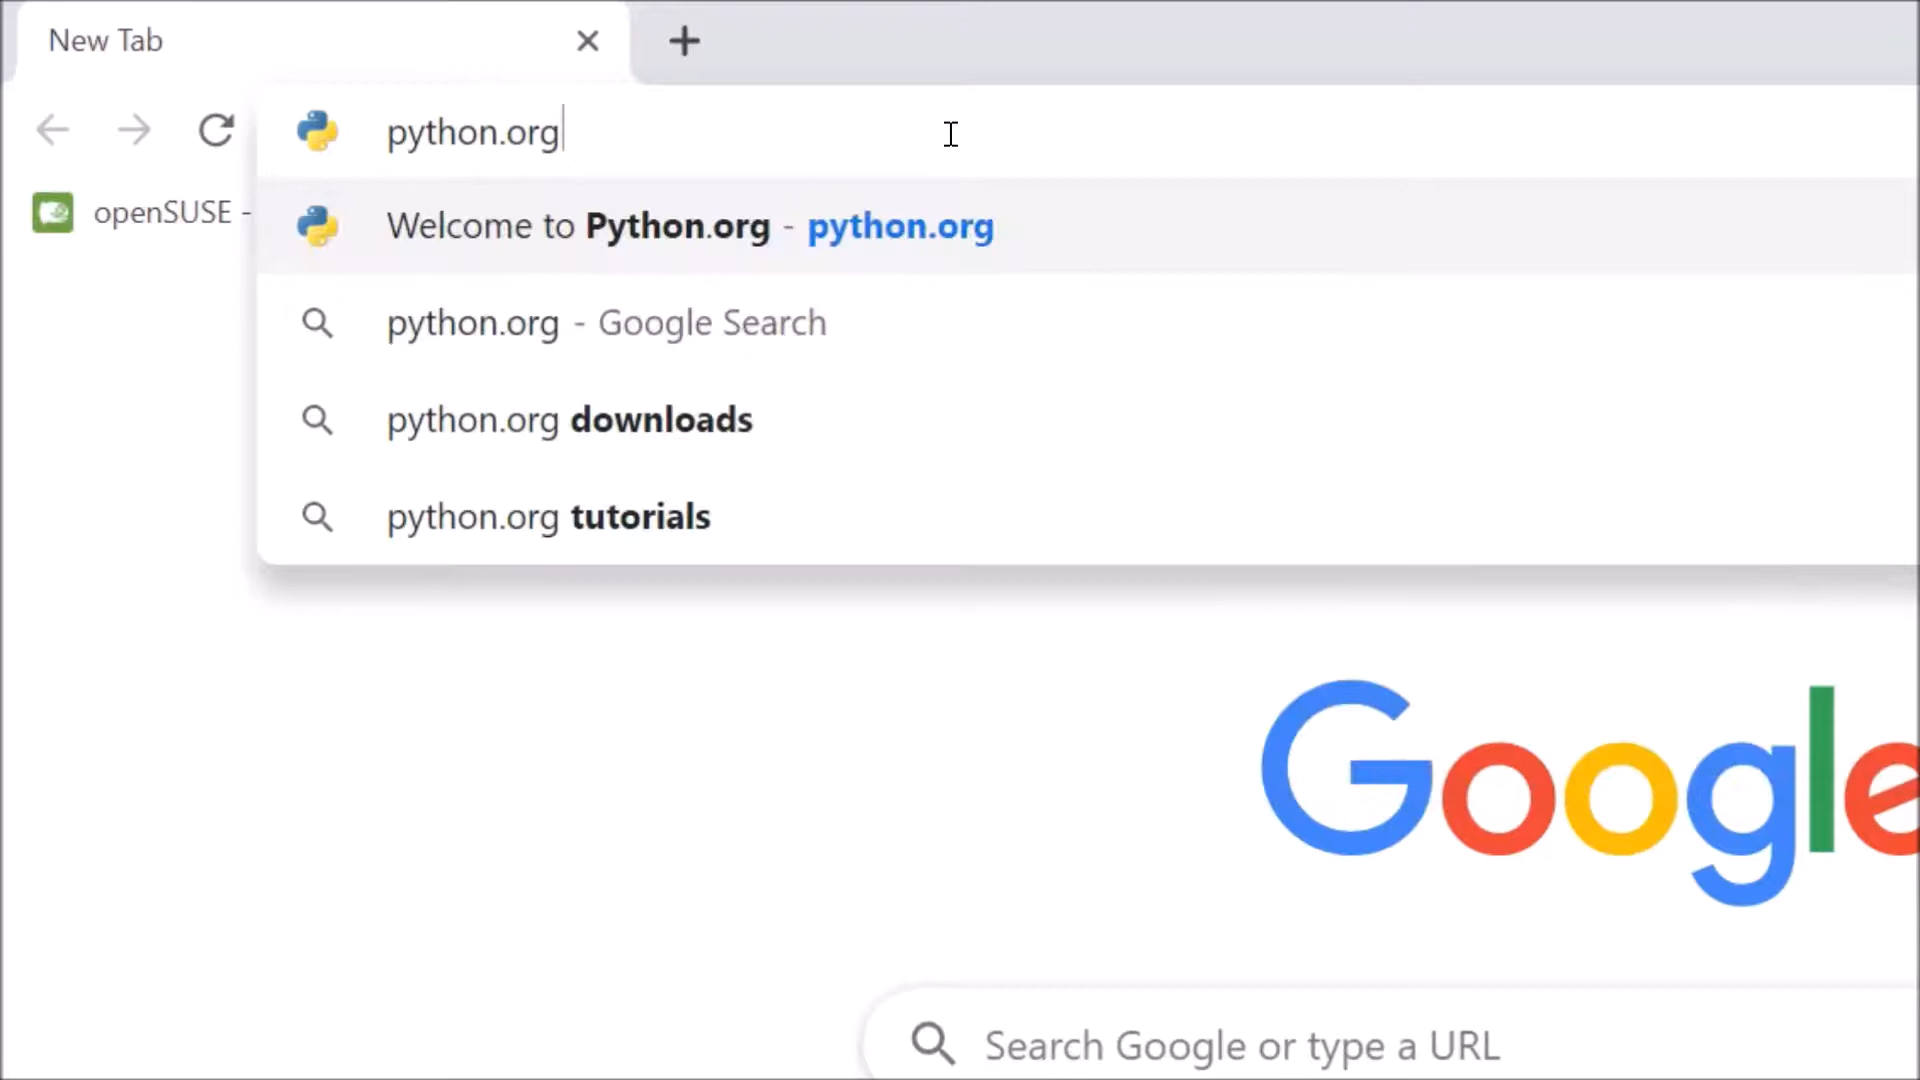 New Tab
python.org
openSUSE -
Welcome to Python.org - python.org
python.org - Google Search
python.org downloads
python.org tutorials
Google
Search Google or type a URL